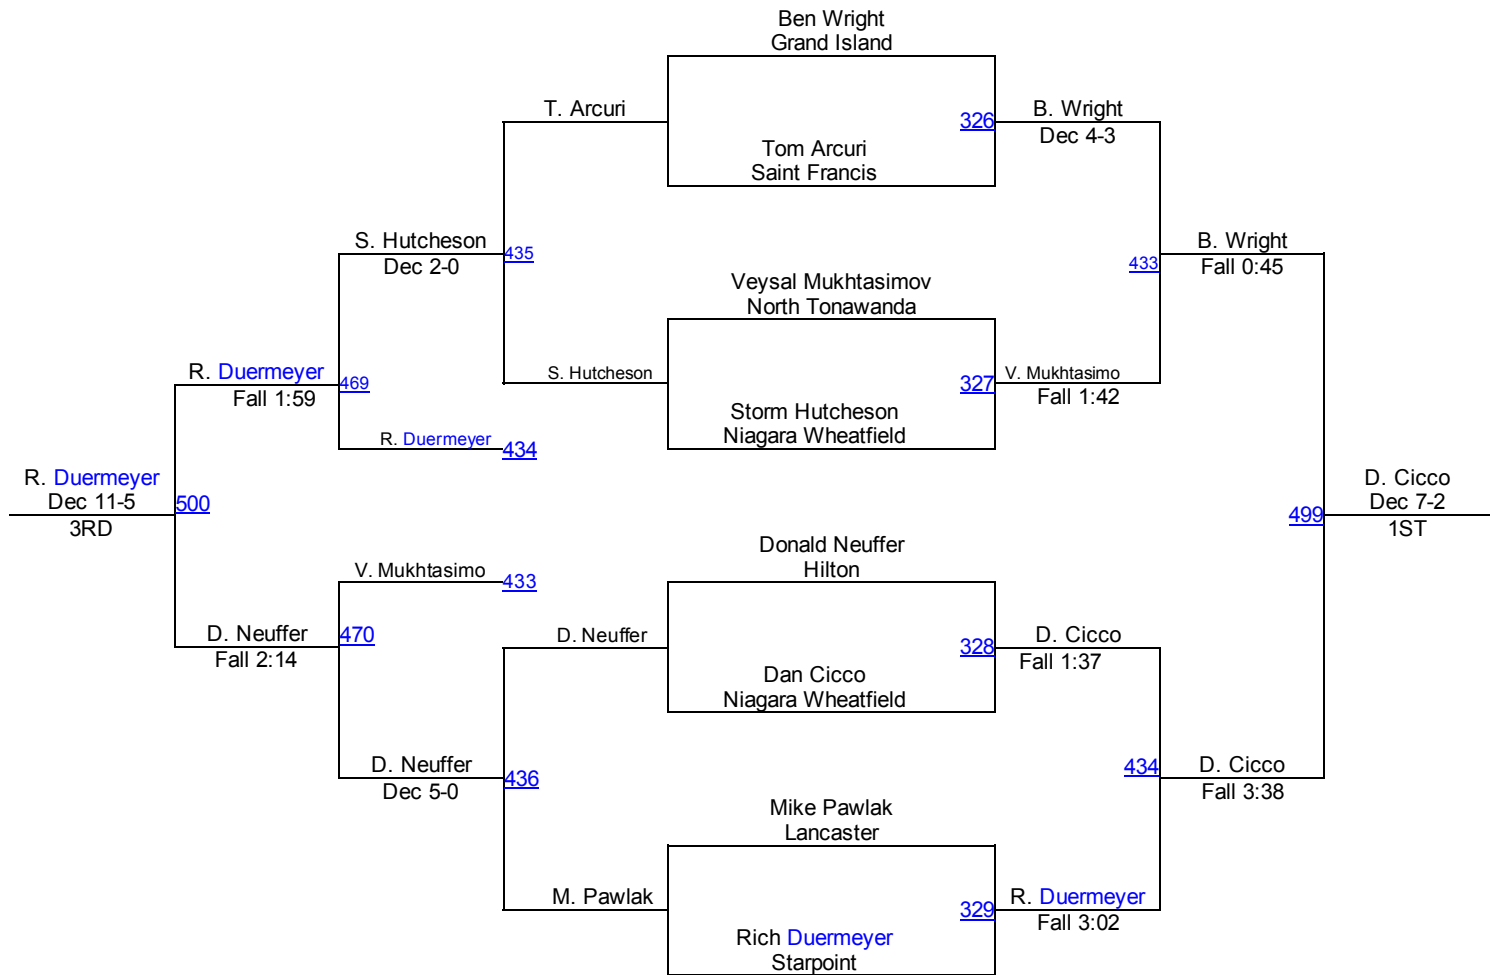 Ben Wright
Grand Island
T. Arcuri
326
B. Wright
Dec 4-3
Tom Arcuri
Saint Francis
S. Hutcheson
Dec 2-0
435
433
B. Wright
Fall 0:45
Veysal Mukhtasimov
North Tonawanda
R. Duermeyer
Fall 1:59
469
S. Hutcheson
327
V. Mukhtasimo
Fall 1:42
Storm Hutcheson
Niagara Wheatfield
R. Duermeyer
434
R. Duermeyer
Dec 11-5
3RD
500
499
D. Cicco
Dec 7-2
1ST
Donald Neuffer
Hilton
V. Mukhtasimo
433
D. Neuffer
Fall 2:14
470
D. Neuffer
328
D. Cicco
Fall 1:37
Dan Cicco
Niagara Wheatfield
D. Neuffer
Dec 5-0
436
434
D. Cicco
Fall 3:38
Mike Pawlak
Lancaster
M. Pawlak
329
R. Duermeyer
Fall 3:02
Rich Duermeyer
Starpoint